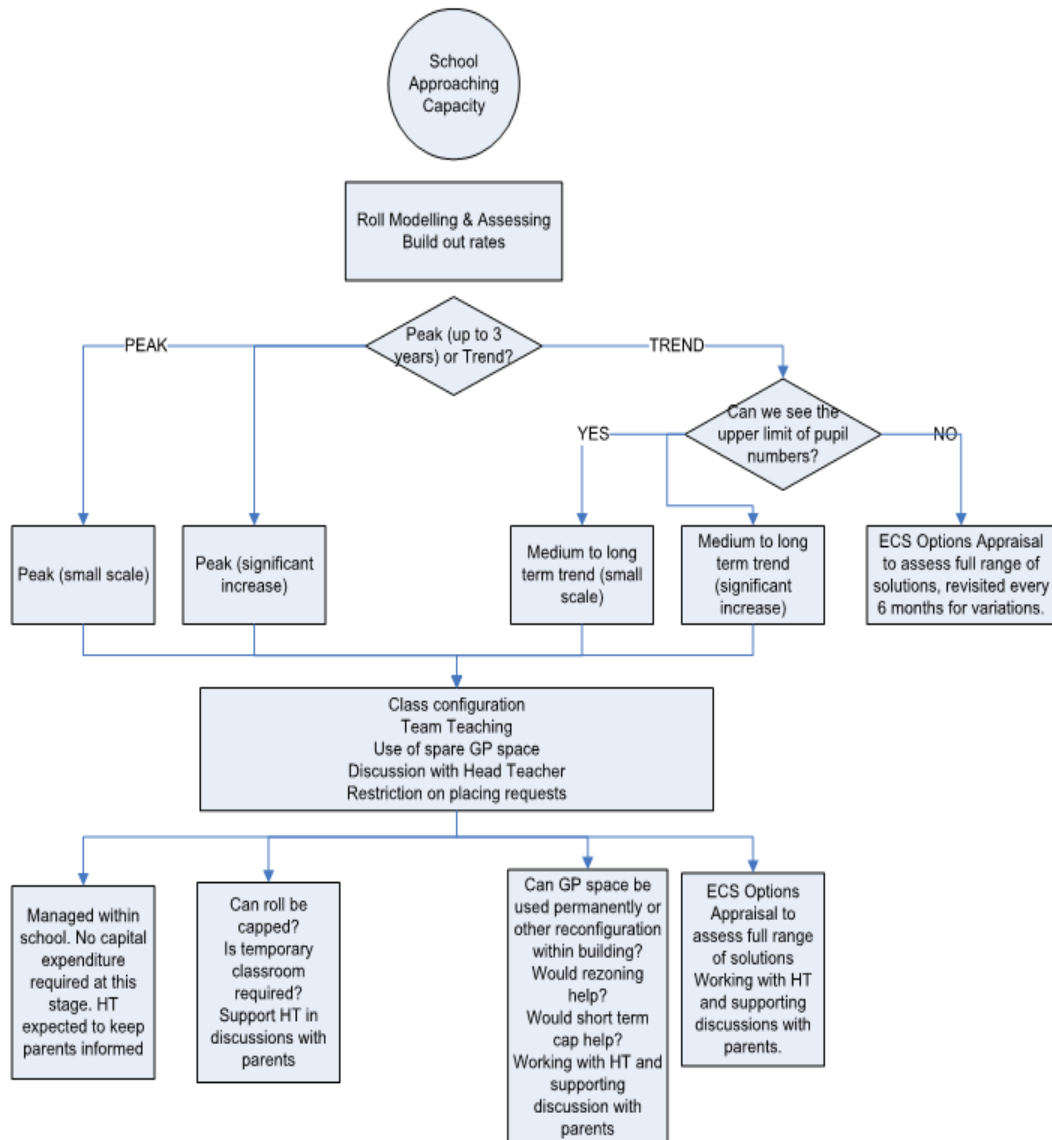 School
Approaching
Capacity
Roll Modelling & Assessing
Build out rates
Peak (up to 3
years) or Trend?
PEAK
TREND
Can we see the
upper limit of pupil
numbers?
YES
NO
Peak (small scale)
Peak (significant
increase)
Medium to long
term trend (small
scale)
Medium to long
term trend
(significant
increase)
ECS Options Appraisal
to assess full range of
solutions, revisited every
6 months for variations.
Class configuration
Team Teaching
Use of spare GP space
Discussion with Head Teacher
Restriction on placing requests
Managed within
school. No capital
expenditure
required at this
stage. HT
expected to keep
parents informed
Can roll be
capped?
Is temporary
classroom
required?
Support HT in
discussions with
parents
Can GP space be
used permanently or
other reconfiguration
within building?
Would rezoning
help?
Would short term
cap help?
Working with HT and
supporting
discussion with
parents
ECS Options
Appraisal to
assess full range
of solutions
Working with HT
and supporting
discussions with
parents.